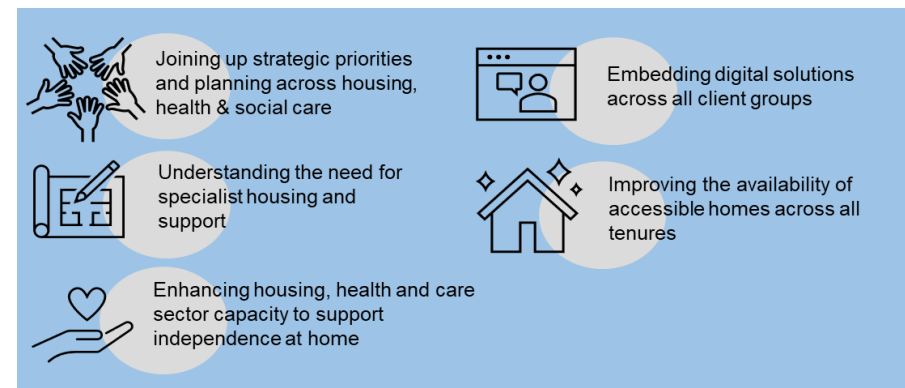 Joining up strategic priorities
and planning across housing,
health & social care
Understanding the need for
specialist housing and
support
Enhancing housing, health and care
sector capacity to support
independence at home
Embedding digital solutions
across all client groups
Improving the availability of
accessible homes across all
tenures